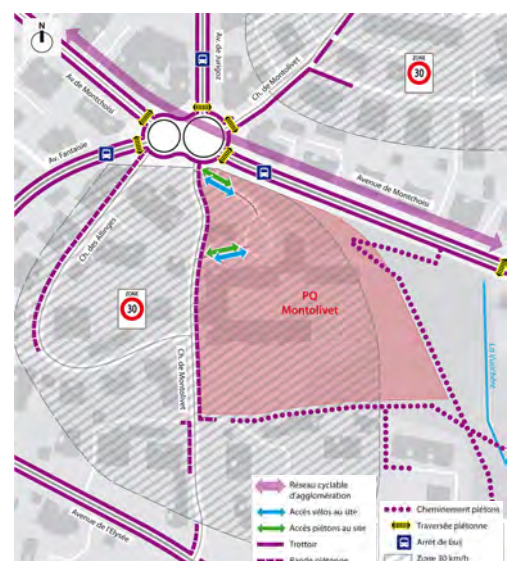 N
Av. de Jurigoz
ZONE
30
Av. de Montchoisi
Ch. de Montolivet
Av. Fantaisie
Avenue de Montchoisi
Ch. des Allinges
ZONE
30
PQ
Montolivet
La Vuachère
Ch. de Montolivet
Avenue de l'Elysée
Réseau cyclable
d'agglomération
Accès vélos au site
Accès piétons au site
Trottoir
Bande piétonne
Cheminement piétons
Traversée piétonne
Arrêt de bus
Zone 30 km/h